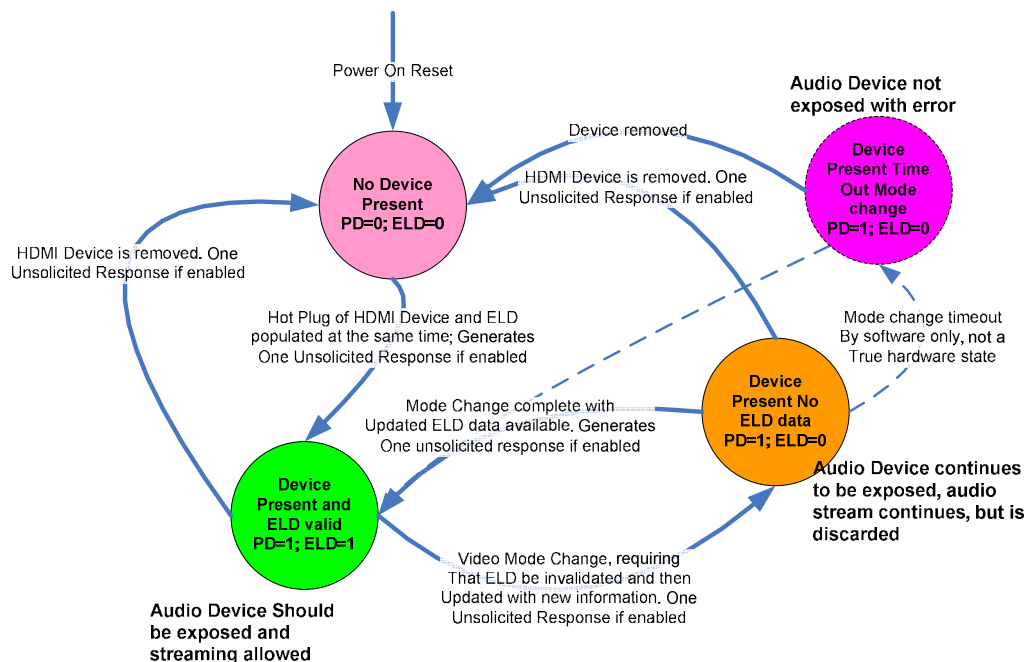 Power On Reset
Audio Device not
exposed with error
Device removed
No Device
Present
PD=0; ELD=0
HDMI Device is removed. One
Unsolicited Response if enabled
Device
Present Time
Out Mode
change
PD=1; ELD=0
HDMI Device is removed. One
Unsolicited Response if enabled
Hot Plug of HDMI Device and ELD
populated at the same time; Generates
One Unsolicited Response if enabled
Mode change timeout
By software only, not a
True hardware state
Device
Present No
ELD data
PD=1; ELD=0
Mode Change complete with
Updated ELD data available. Generates
One unsolicited response if enabled
Audio Device continues
to be exposed, audio
stream continues, but is
discarded
Device
Present and
ELD valid
PD=1; ELD=1
Video Mode Change, requiring
That ELD be invalidated and then
Updated with new information. One
Unsolicited Response if enabled
Audio Device Should
be exposed and
streaming allowed